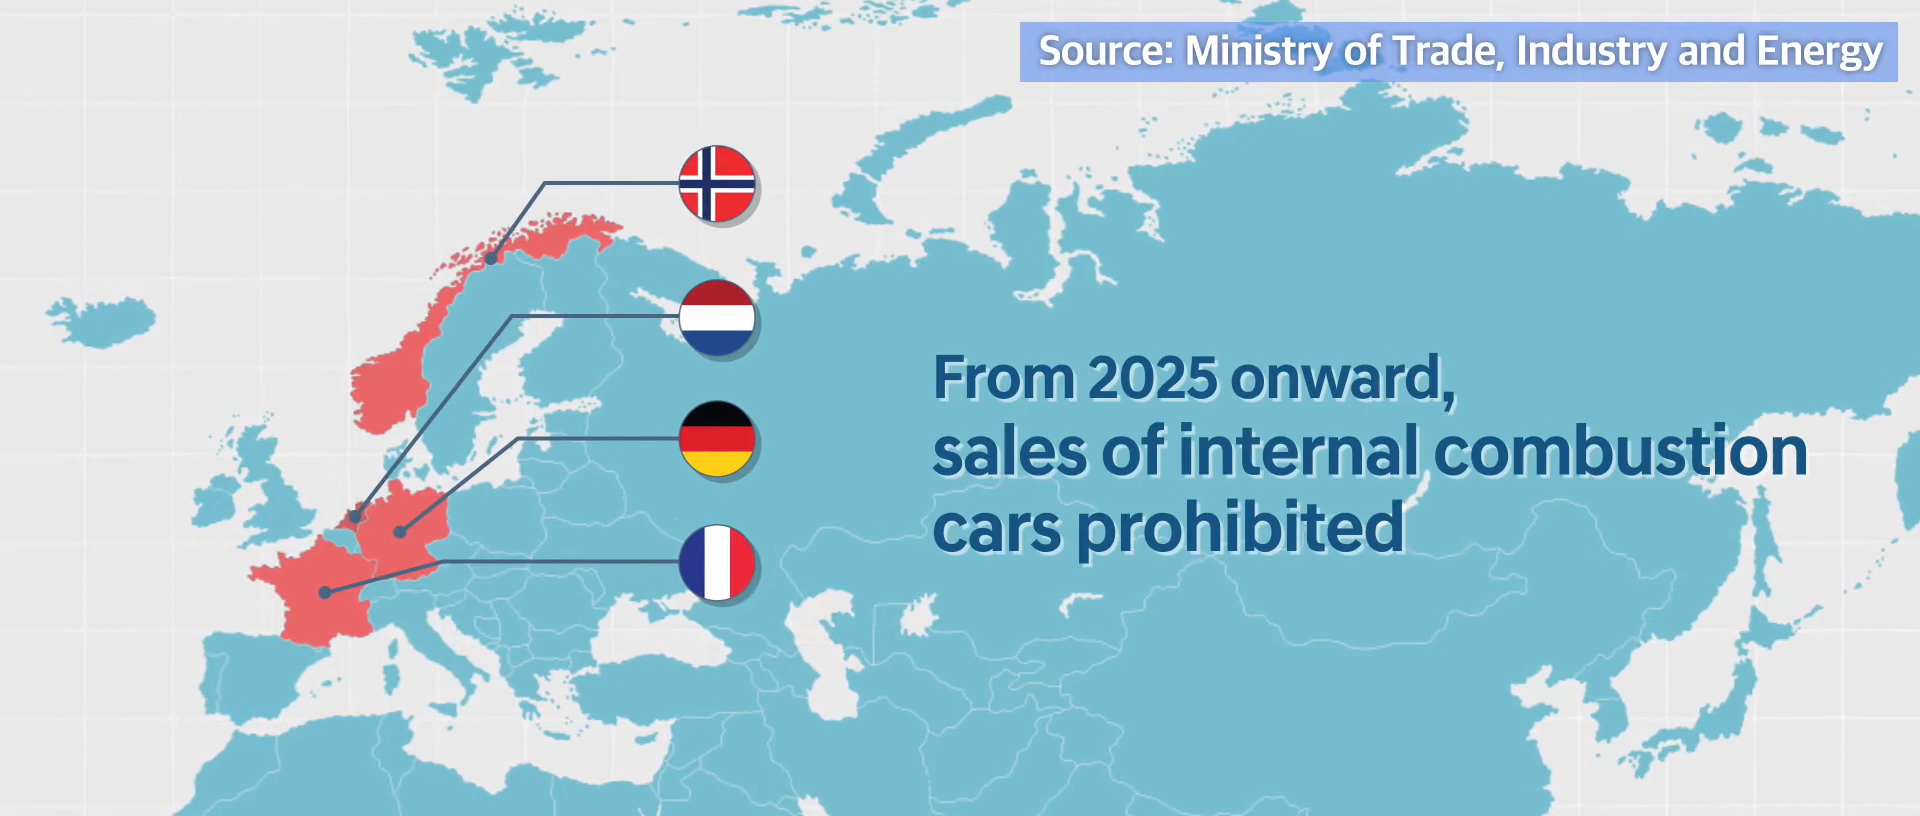 Source: Ministry of Trade, Industry and Energy
From 2025 onward,
sales of internal combustion
cars prohibited